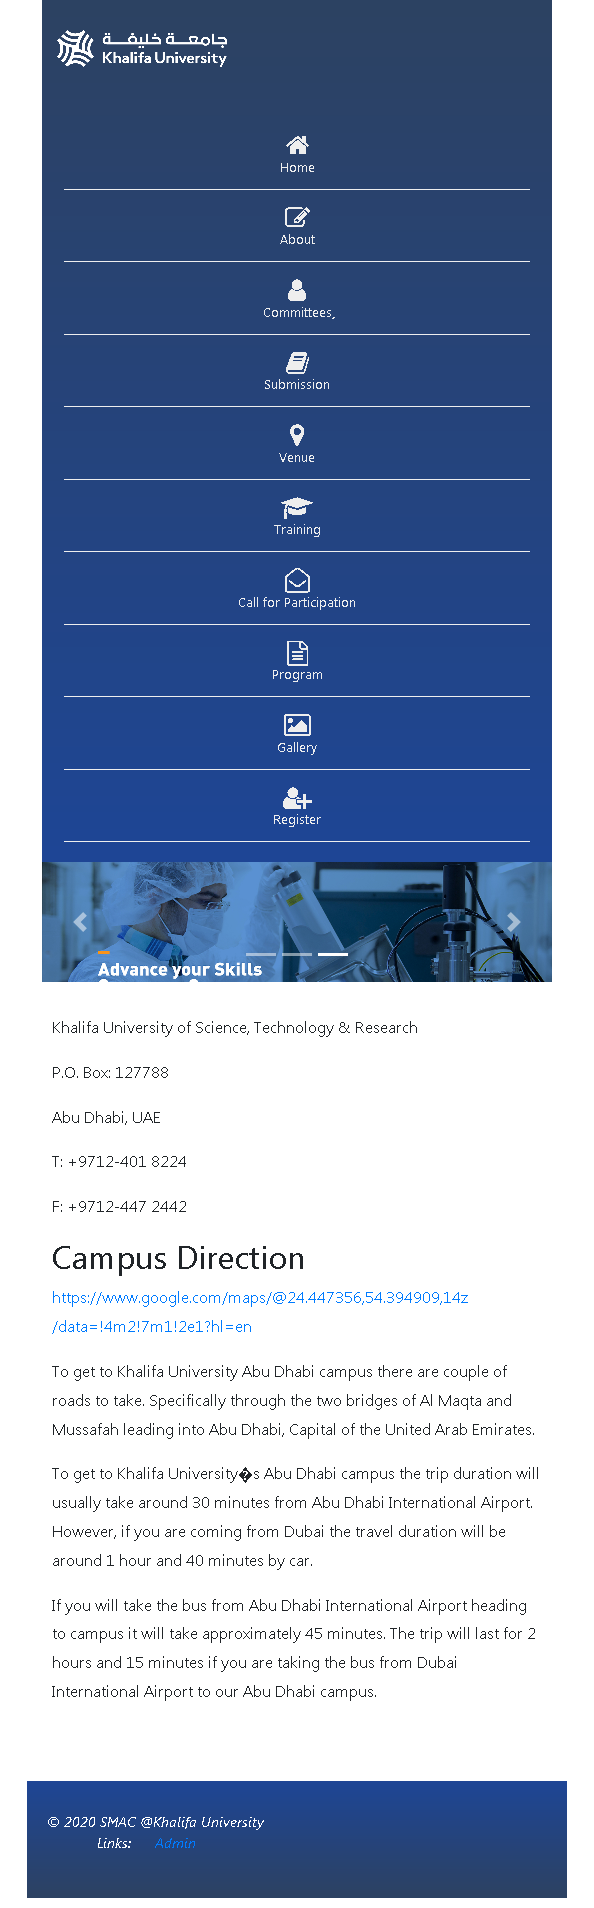 جامعـة خليفـة
Khalifa University
Home
About
Committees,
Submission
Venue
Training
Call for Participation
Program
Gallery
Register
Advance your Skills
Khalifa University of Science, Technology & Research
P.O. Box: 127788
Abu Dhabi, UAE
T: +9712-401 8224
F: +9712-447 2442
Campus Direction
https://www.google.com/maps/@24.447356,54.394909,14z
/data=!4m2!7m1!2e1?hl=en
To get to Khalifa University Abu Dhabi campus there are couple of
roads to take. Specifically through the two bridges of Al Maqta and
Mussafah leading into Abu Dhabi, Capital of the United Arab Emirates.
To get to Khalifa University�s Abu Dhabi campus the trip duration will
usually take around 30 minutes from Abu Dhabi International Airport.
However, if you are coming from Dubai the travel duration will be
around 1 hour and 40 minutes by car.
If you will take the bus from Abu Dhabi International Airport heading
to campus it will take approximately 45 minutes. The trip will last for 2
hours and 15 minutes if you are taking the bus from Dubai
International Airport to our Abu Dhabi campus.
© 2020 SMAC @Khalifa University
Links: Admin